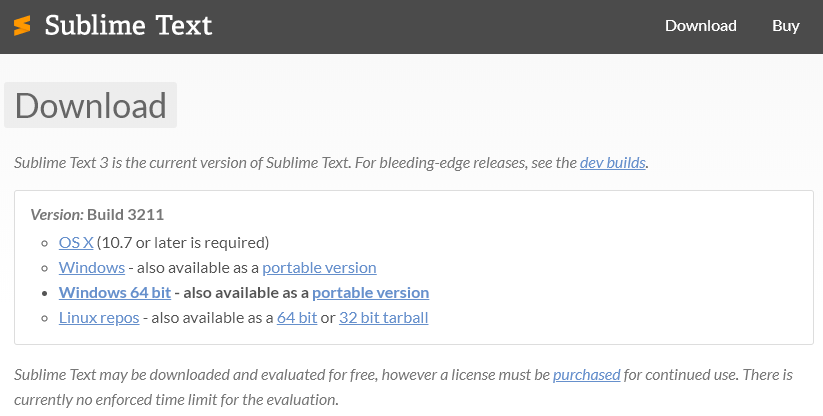 Sublime Text
Download Buy
Download
Sublime Text 3 is the current version of Sublime Text. For bleeding-edge releases, see the dev builds.
Version: Build 3211
OS X (10.7 or later is required)
Windows - also available as a portable version
Windows 64 bit - also available as a portable version
Linux repos - also available as a 64 bit or 32 bit tarball
Sublime Text may be downloaded and evaluated for free, however a license must be purchased for continued use. There is
currently no enforced time limit for the evaluation.